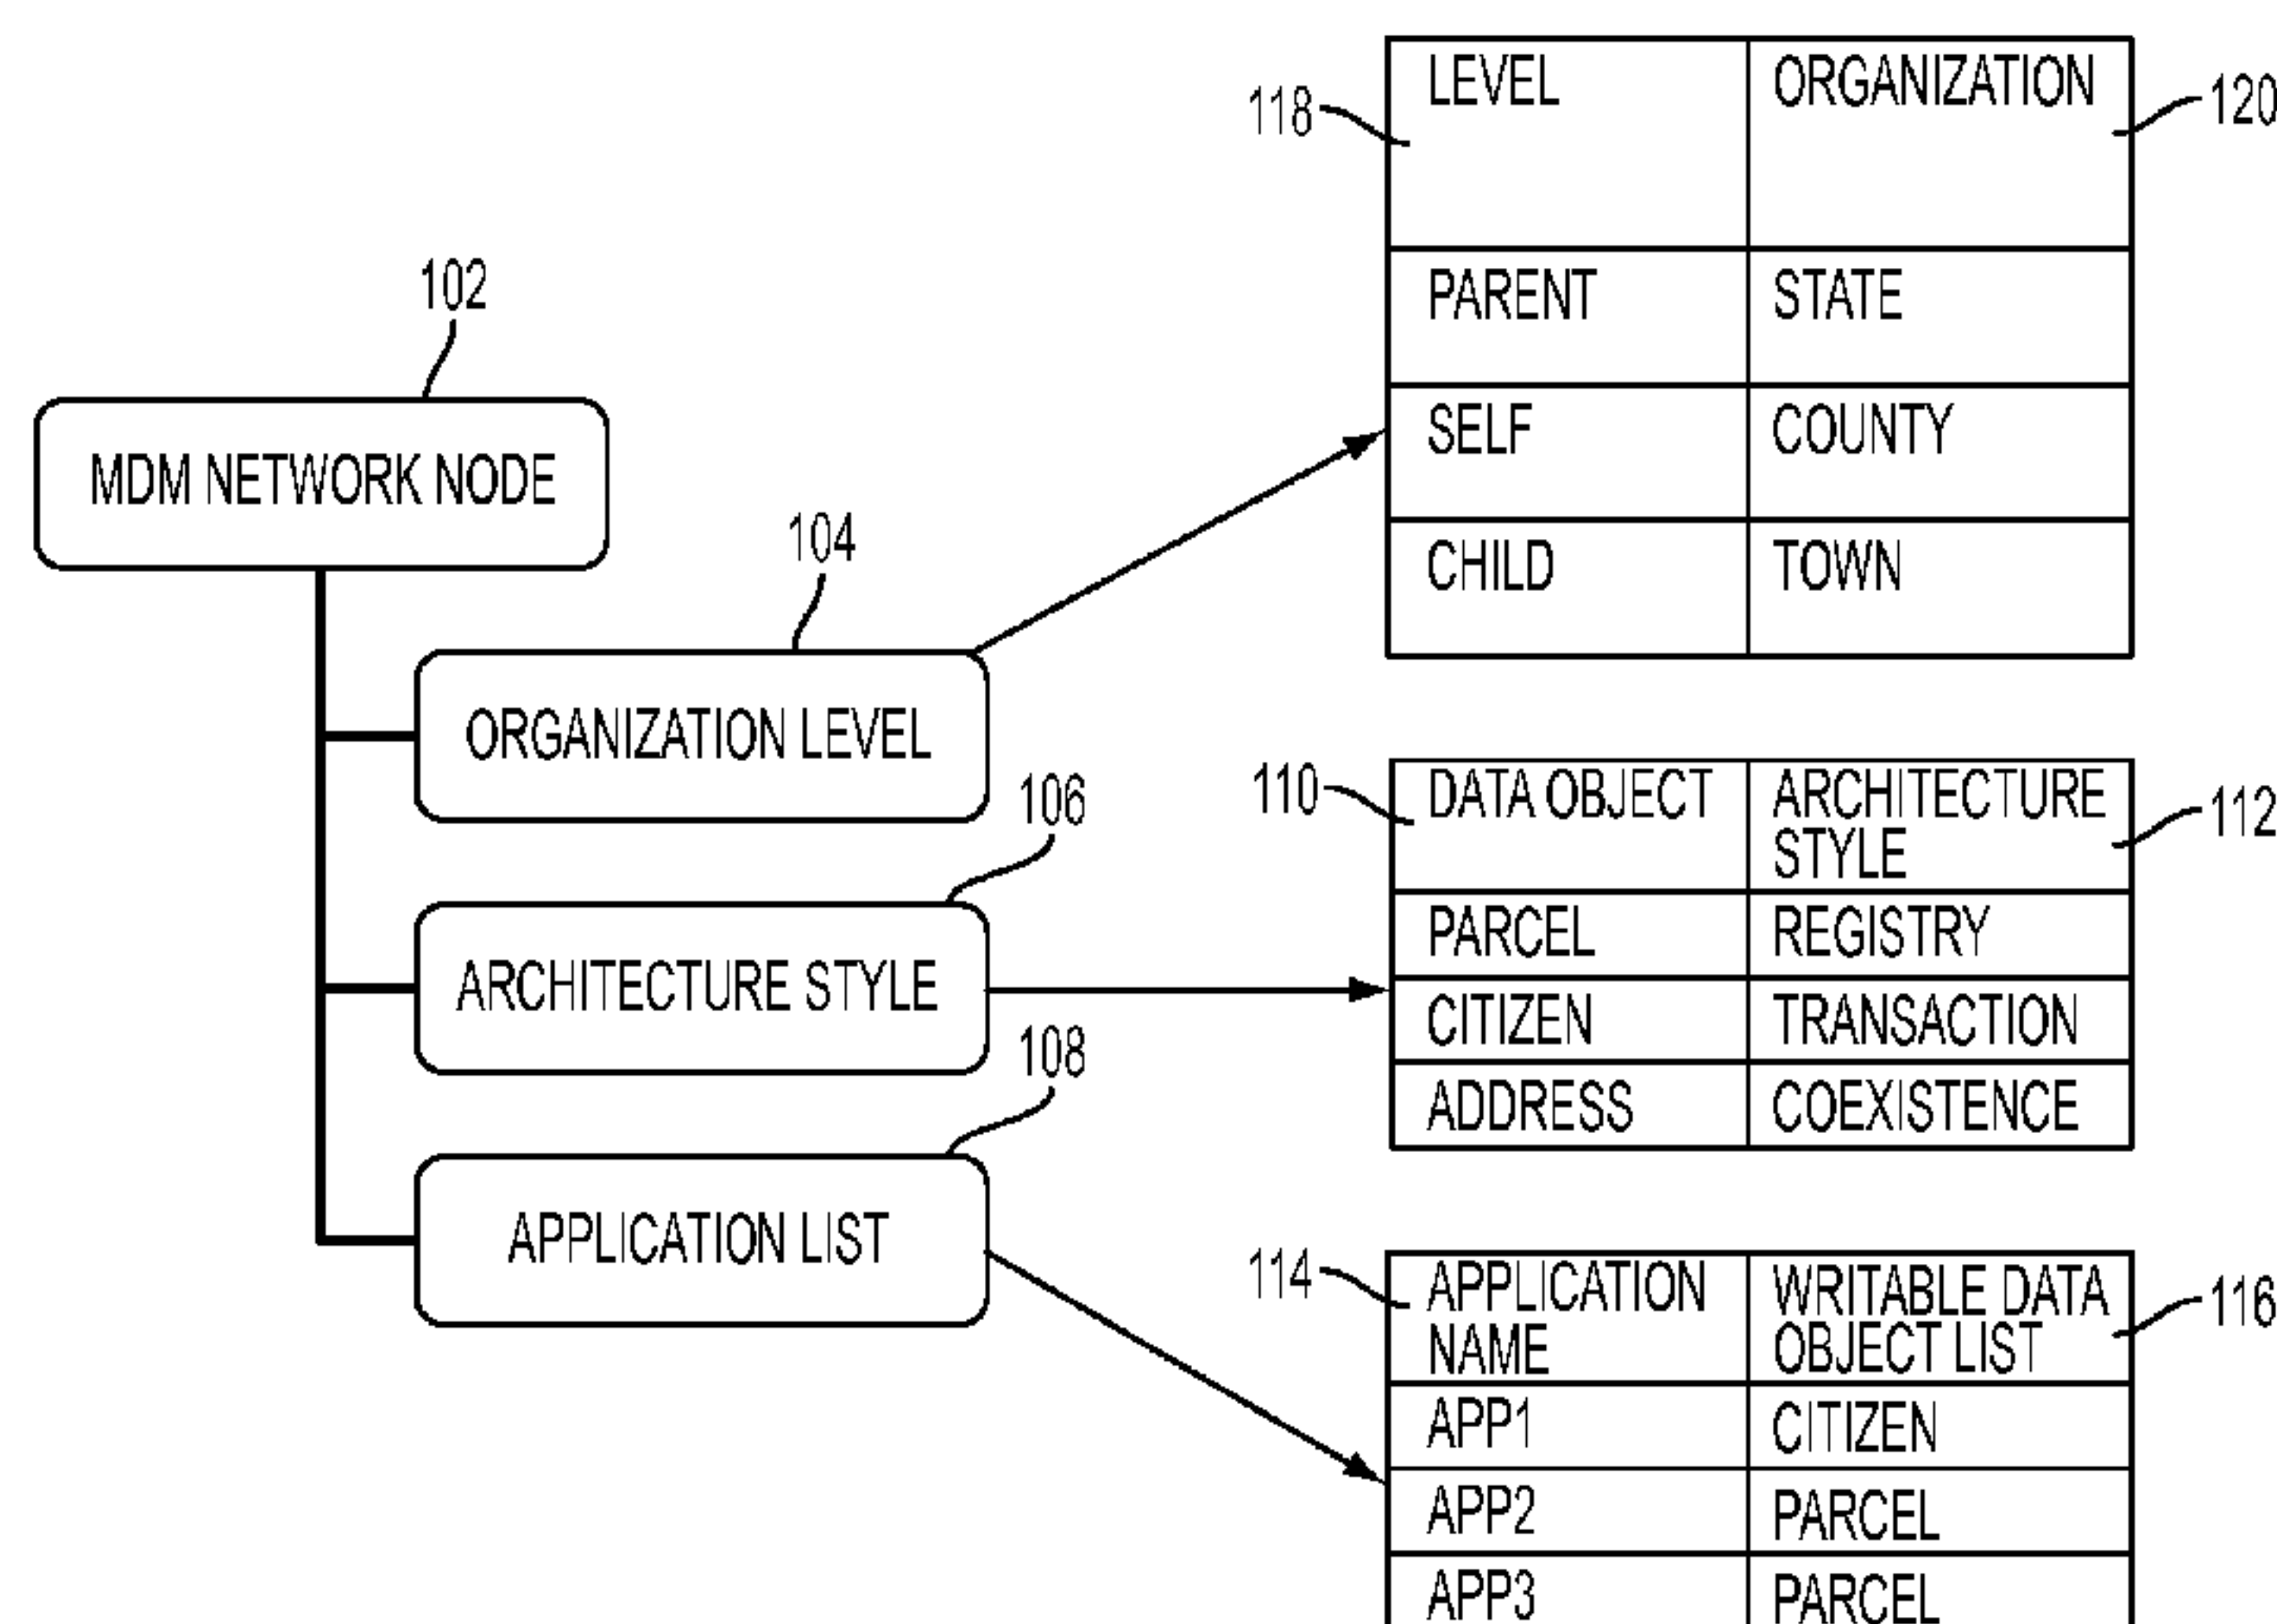 102
MDM NETWORK NODE
104
ORGANIZATION LEVEL
106
ARCHITECTURE STYLE
108
APPLICATION LIST
118
LEVEL ORGANIZATION
120
PARENT STATE
SELF COUNTY
CHILD TOWN
110
DATA OBJECT ARCHITECTURE
STYLE
112
PARCEL REGISTRY
CITIZEN TRANSACTION
ADDRESS COEXISTENCE
114
APPLICATION WRITABLE DATA
NAME OBJECT LIST
116
APP1 CITIZEN
APP2 PARCEL
APP3 PARCEL